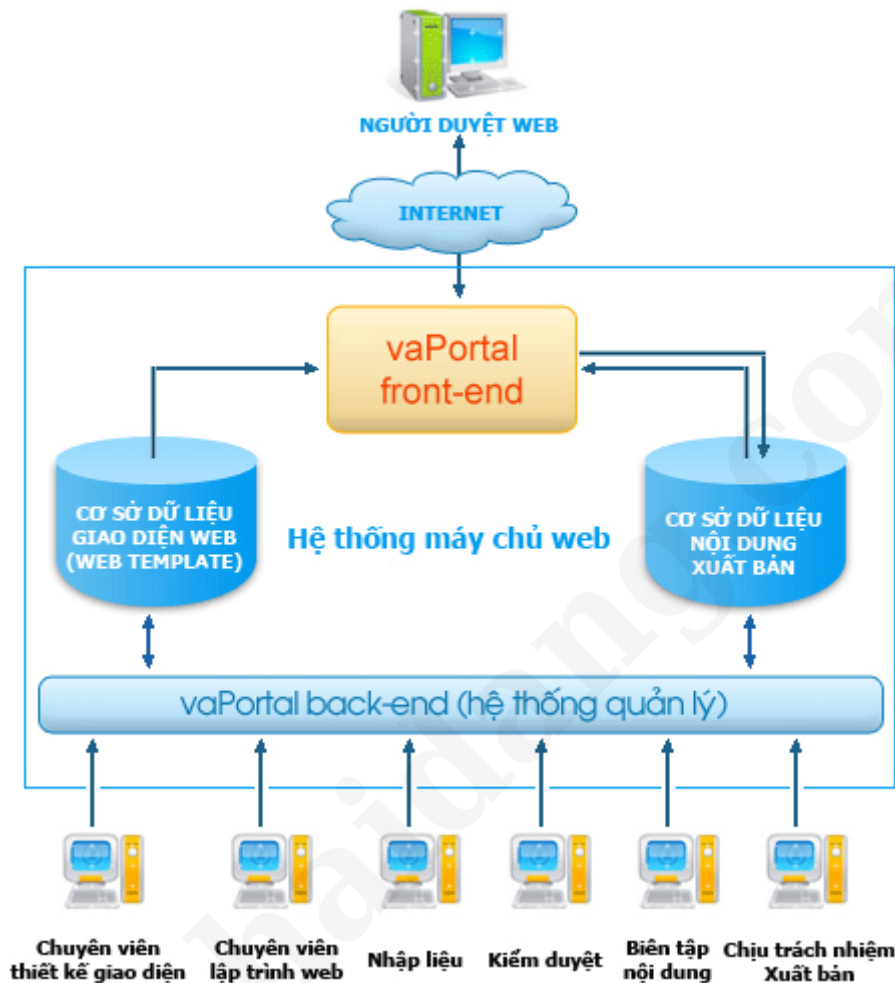 NGƯỜI DUYỆT WEB
INTERNET
vaPortal
front-end
CƠ SỞ DỮ LIỆU
GIAO DIỆN WEB
(WEB TEMPLATE)
Hệ thống máy chủ web
CƠ SỞ DỮ LIỆU
NỘI DUNG
XUẤT BẢN
vaPortal back-end (hệ thống quản lý)
Chuyên viên
thiết kế giao diện
Chuyên viên
lập trình web
Nhập liệu
Kiểm duyệt
Biên tập
nội dung
Chịu trách nhiệm
Xuất bản